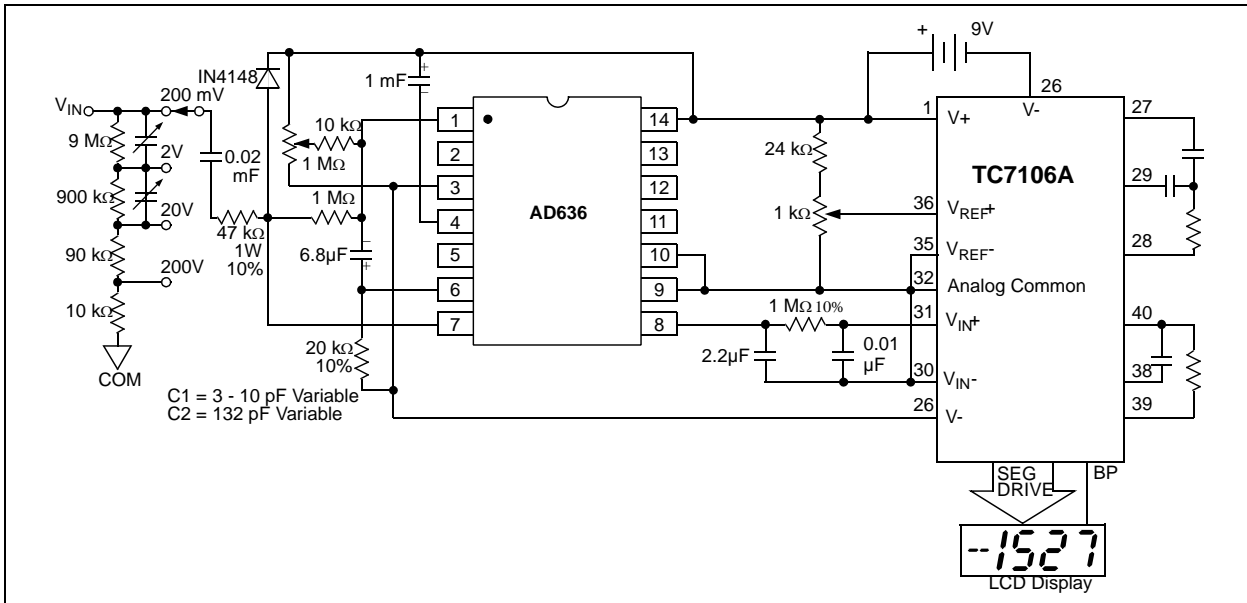 9V
+
26
V-
IN4148
1 mF
+
–
VIN
200 mV
9 MΩ
2V
900 kΩ
20V
90 kΩ
200V
10 kΩ
COM
0.02
mF
47 kΩ
1W
10%
10 kΩ
1 MΩ
1 MΩ
6.8µF
–
+
20 kΩ
10%
C1 = 3 - 10 pF Variable
C2 = 132 pF Variable
AD636
1
2
3
4
5
6
7
14
13
12
11
10
9
8
24 kΩ
1 kΩ
1 MΩ 10%
2.2µF
0.01
µF
TC7106A
1
V+
36
VREF+
35
VREF-
32
Analog Common
31
VIN+
30
VIN-
26
V-
27
29
28
40
38
39
SEG
DRIVE
BP
--1527
LCD Display